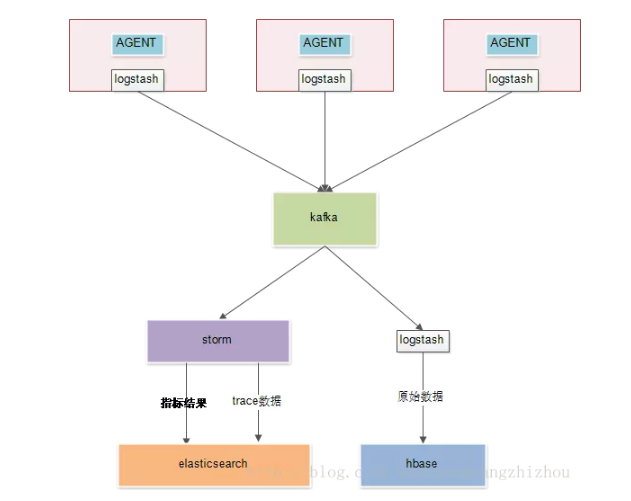 AGENT
AGENT
AGENT
logstash
logstash
logstash
kafka
storm
logstash
指标结果
trace数据
原始数据
elasticsearch
hbase